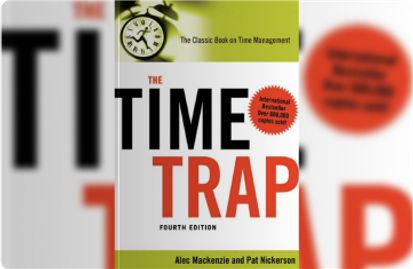 The Classic Book on Time Management
THE
TIME
TRAP
International
Bestseller
Over 900,000
copies sold!
FOURTH EDITION
Alec Mackenzie and Pat Nickerson